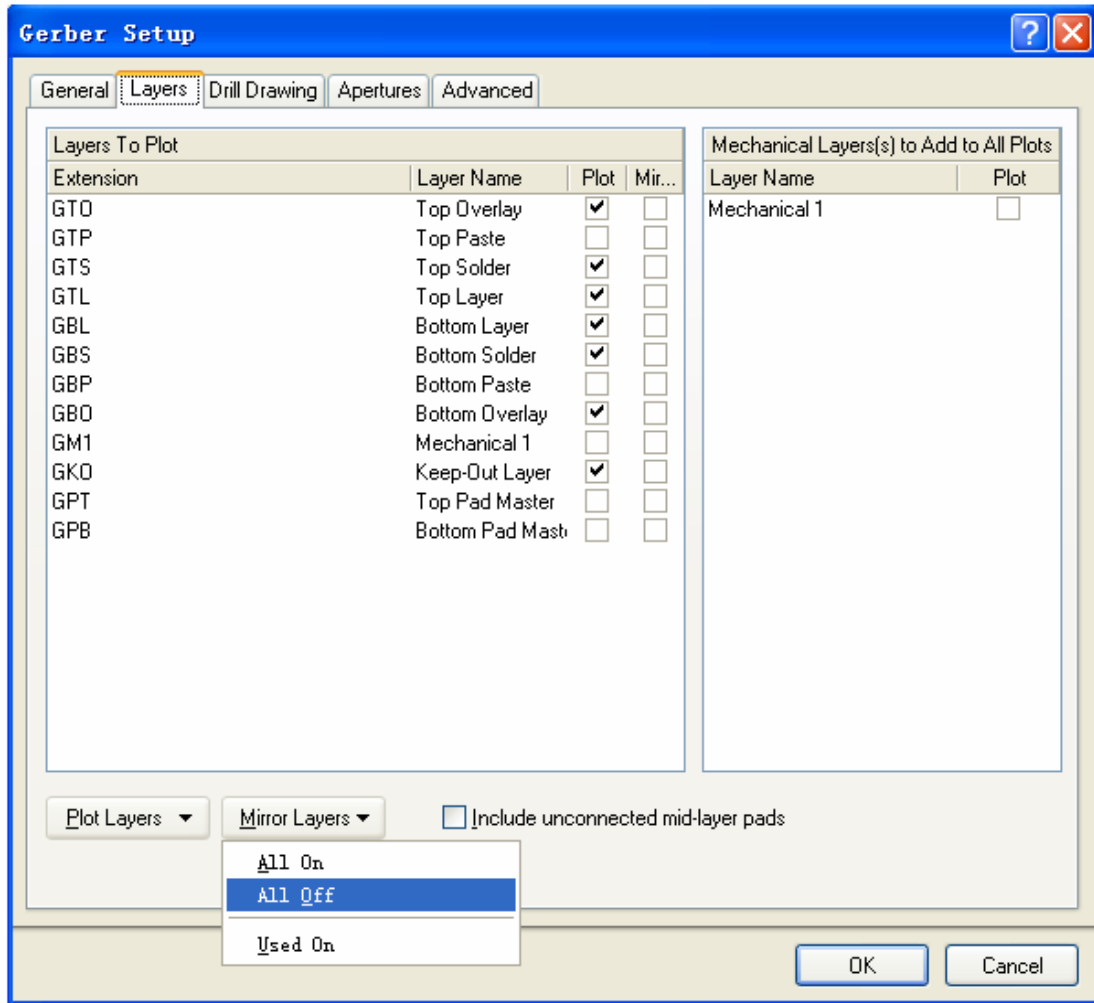 Gerber Setup
General Layers Drill Drawing Apertures Advanced
Layers To Plot
Extension Layer Name Plot Mir...
GTO Top Overlay
GTP Top Paste
GTS Top Solder
GTL Top Layer
GBL Bottom Layer
GBS Bottom Solder
GBP Bottom Paste
GBO Bottom Overlay
GM1 Mechanical 1
GKO Keep-Out Layer
GPT Top Pad Master
GPB Bottom Pad Maste
Mechanical Layers(s) to Add to All Plots
Layer Name Plot
Mechanical 1
Plot Layers Mirror Layers Include unconnected mid-layer pads
All On
All Off
Used On
OK Cancel